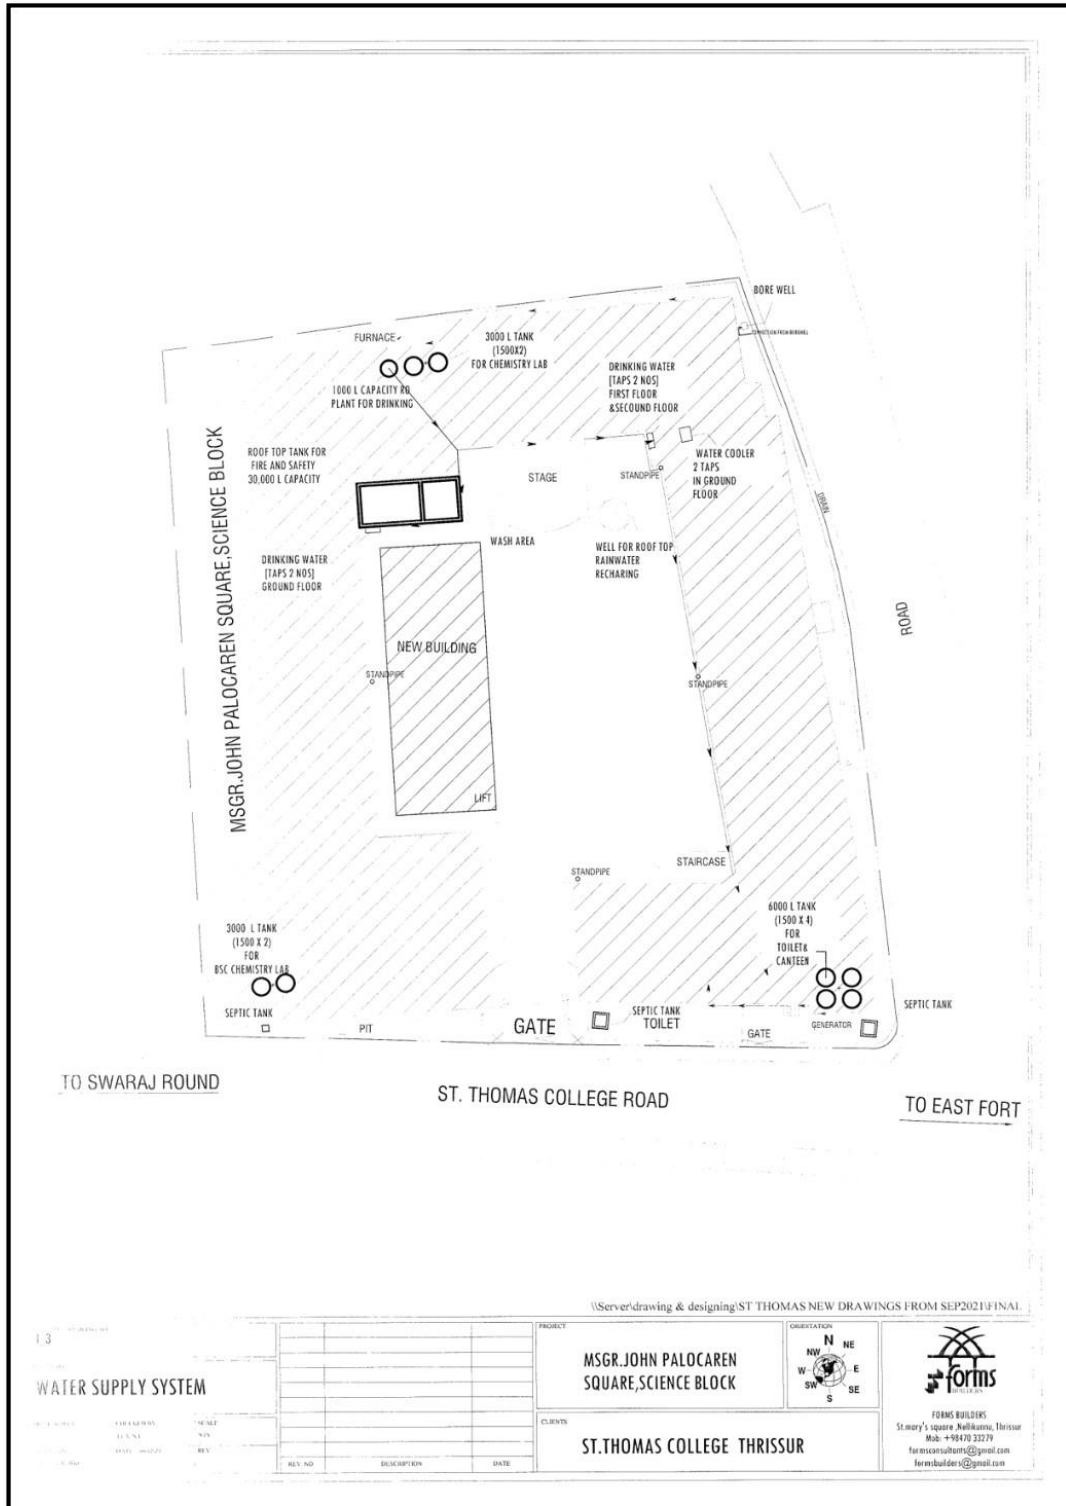 BORE WELL
FURNACE
3000 L TANK
(1500X2)
FOR CHEMISTRY LAB
CONNECTION FROM BOREWELL
1000 L CAPACITY RO
PLANT FOR DRINKING
DRINKING WATER
[TAPS 2 NOS]
FIRST FLOOR
&SECOUND FLOOR
ROOF TOP TANK FOR
FIRE AND SAFETY
30.000 L CAPACITY
STAGE
STANDPIPE
WATER COOLER
2 TAPS
IN GROUND
FLOOR
DRAIN
WASH AREA
WELL FOR ROOF TOP
RAINWATER
RECHARING
DRINKING WATER
[TAPS 2 NOS]
GROUND FLOOR
MSGR.JOHN PALOCAREN SQUARE,SCIENCE BLOCK
ROAD
NEW BUILDING
STANDPIPE
STANDPIPE
LIFT
STAIRCASE
STANDPIPE
3000 L TANK
(1500 X 2)
FOR
BSC CHEMISTRY LAB
6000 L TANK
(1500 X 4)
FOR
TOILET&
CANTEEN
SEPTIC TANK
PIT
GATE
SEPTIC TANK
TOILET
GATE
GENERATOR
SEPTIC TANK
TO SWARAJ ROUND
ST. THOMAS COLLEGE ROAD
TO EAST FORT
\\Server\drawing & designing\ST THOMAS NEW DRAWINGS FROM SEP2021\FINAL
WATER SUPPLY SYSTEM
SCALE
REV
REV NO
DESCRIPTION
DATE
PROJECT
MSGR.JOHN PALOCAREN
SQUARE,SCIENCE BLOCK
ORIENTATION
N
NE
E
SE
S
SW
W
NW
CLIENTS
ST.THOMAS COLLEGE THRISSUR
forms
BUILDERS
FORMS BUILDERS
St.mary's square ,Nellikunnu, Thrissur
Mob: +98470 33279
formsconsultants@gmail.com
formsbuilders@gmail.com